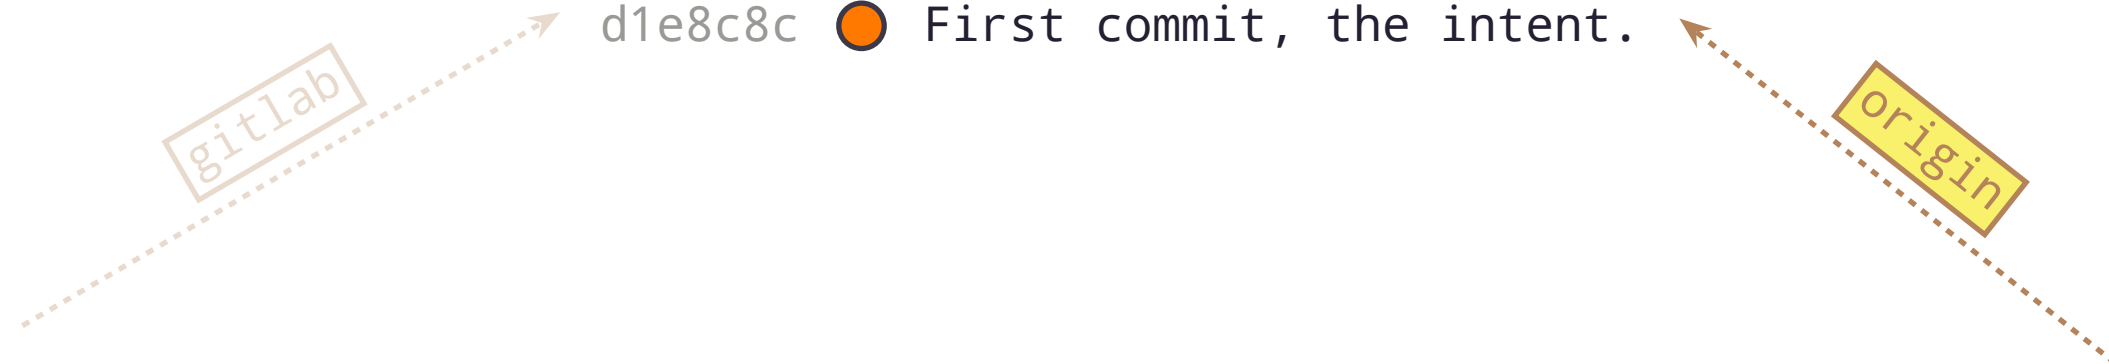 d1e8c8c First commit, the intent.
gitlab
origin